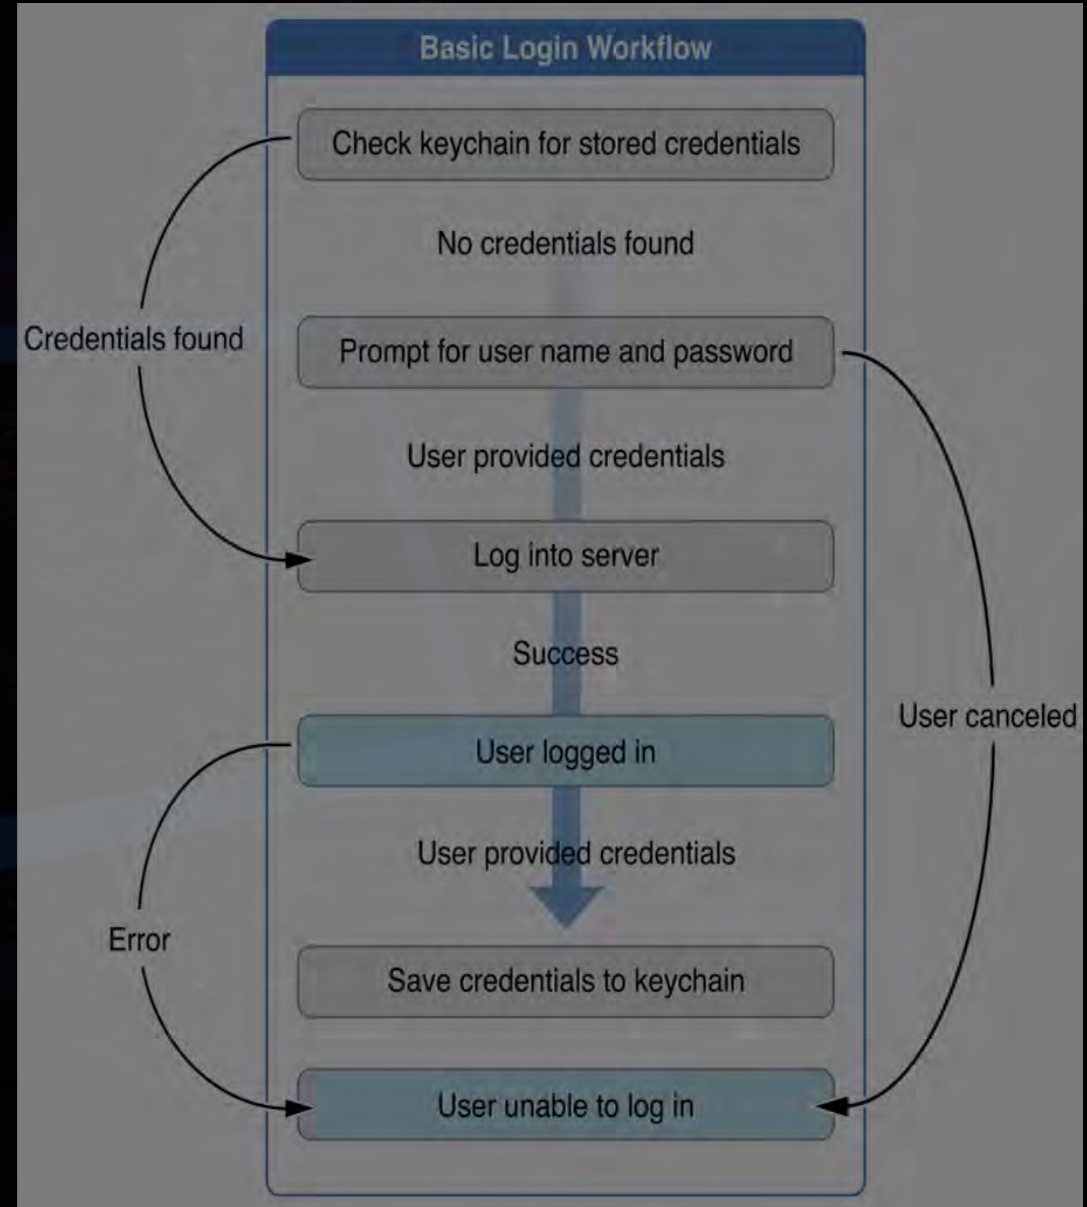 Basic Login Workflow
Check keychain for stored credentials
No credentials found
Credentials found
Prompt for user name and password
User provided credentials
Log into server
Success
User canceled
User logged in
User provided credentials
Error
Save credentials to keychain
User unable to log in